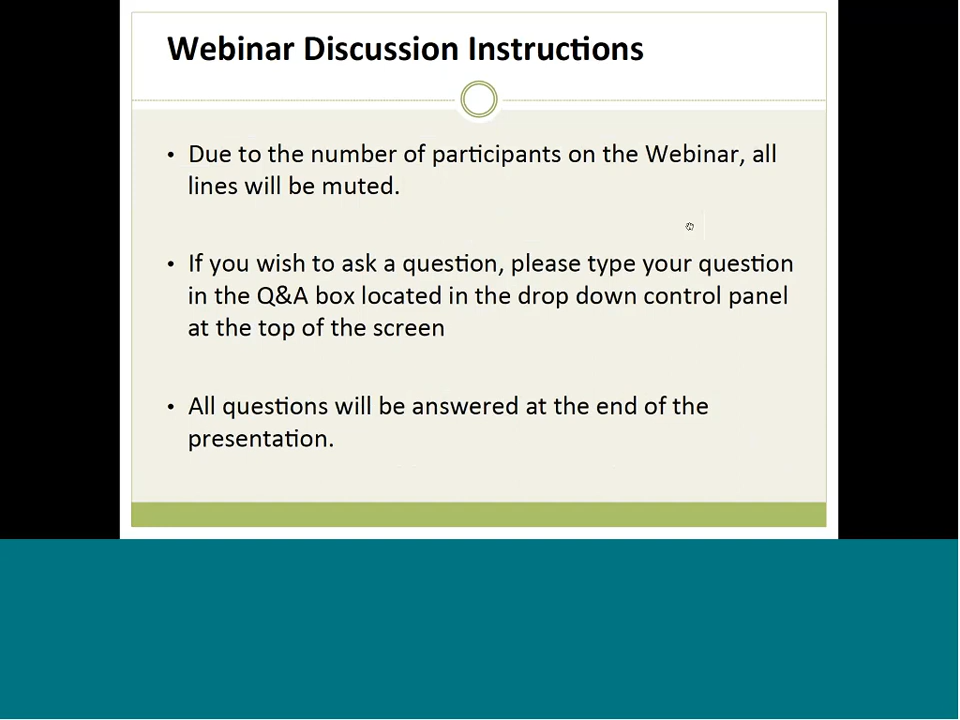 Webinar Discussion Instructions
• Due to the number of participants on the Webinar, all
lines will be muted.
• If you wish to ask a question, please type your question
in the Q&A box located in the drop down control panel
at the top of the screen
• All questions will be answered at the end of the
presentation.